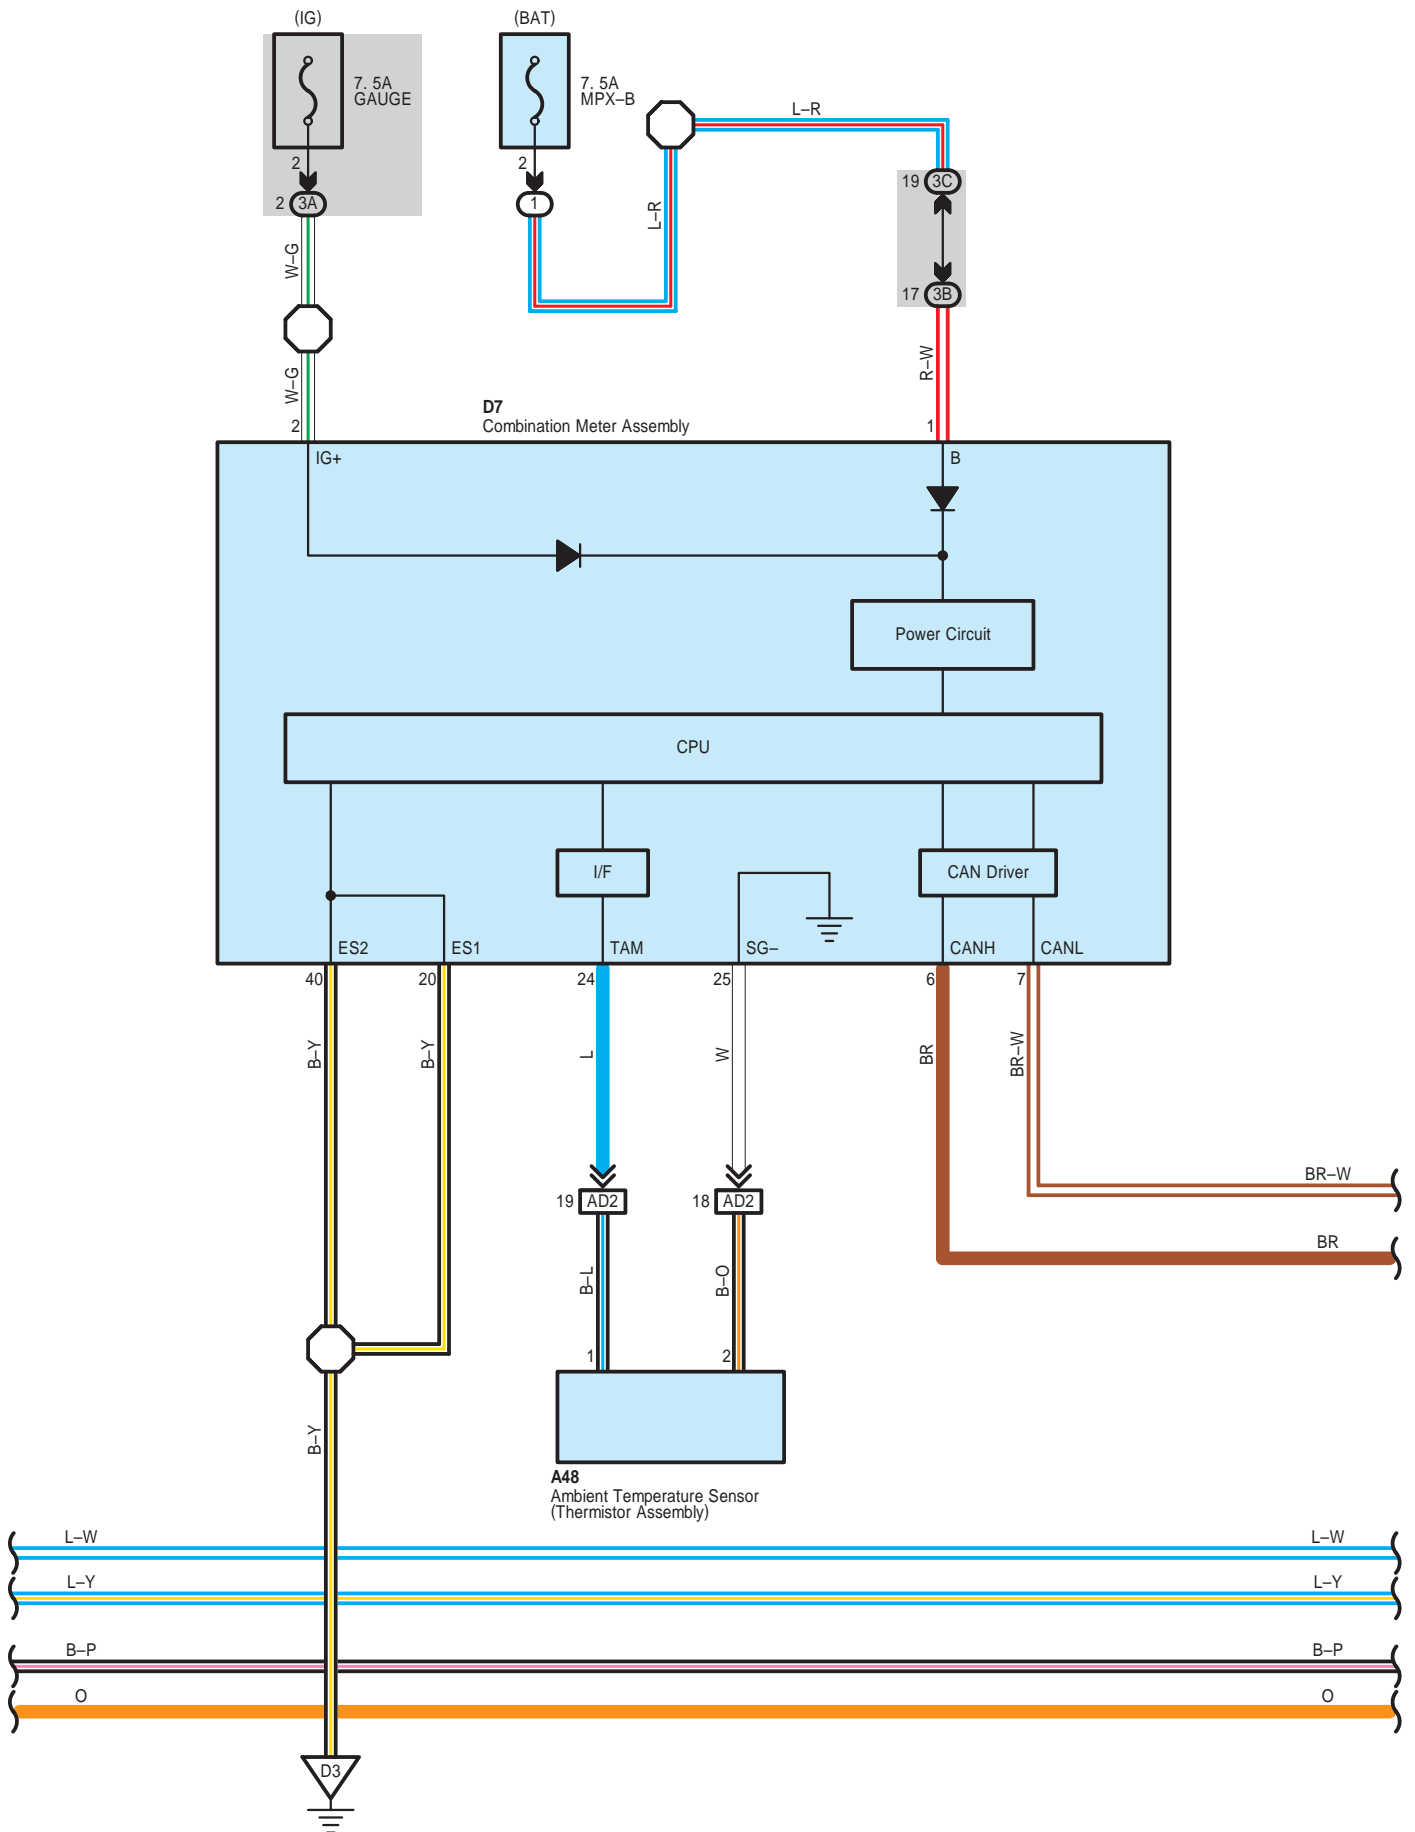 (IG)
(BAT)
7. 5A
GAUGE
7. 5A
MPX–B
L–R
2
2
19 3C
2 3A
1
L–R
W–G
17 3B
W–G
R–W
D7
Combination Meter Assembly
2
1
IG+
B
Power Circuit
CPU
I/F
CAN Driver
ES2
ES1
TAM
SG–
CANH
CANL
40
20
24
25
6
7
B–Y
B–Y
L
W
BR
BR–W
BR–W
19 AD2
18 AD2
BR
B–L
B–O
1
2
B–Y
A48
Ambient Temperature Sensor
(Thermistor Assembly)
L–W
L–W
L–Y
L–Y
B–P
B–P
O
O
D3